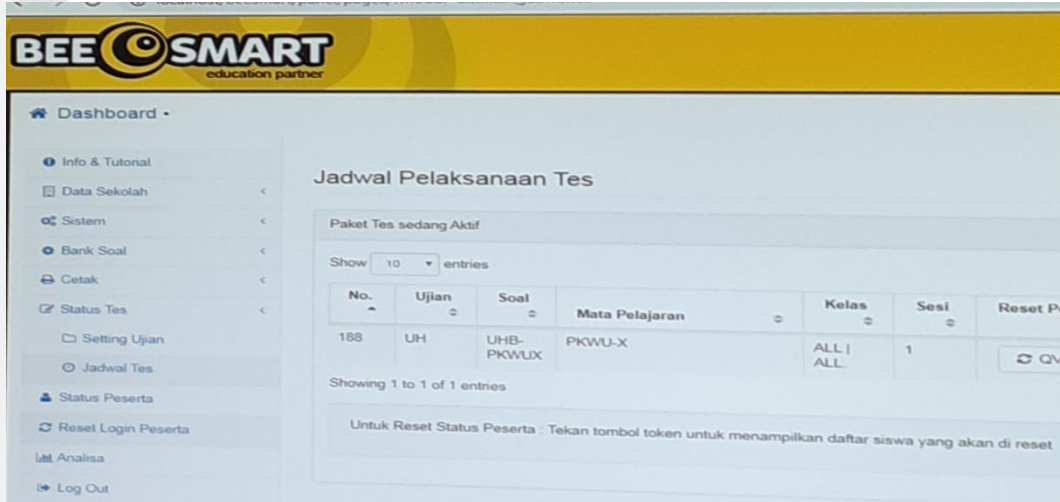 BEESMART
education partner
Dashboard
Info & Tutorial
Data Sekolah
Sistem
Bank Soal
Cetak
Status Tes
Setting Ujian
Jadwal Tes
Status Peserta
Reset Login Peserta
Analisa
Log Out
Jadwal Pelaksanaan Tes
Paket Tes sedang Aktif
Show 10 entries
No. Ujian Soal Mata Pelajaran Kelas Sesi Reset
188 UH UHB- PKWU-X ALL | 1
PKWUX ALL.
Showing 1 to 1 of 1 entries
Untuk Reset Status Peserta : Tekan tombol token untuk menampilkan daftar siswa yang akan di reset